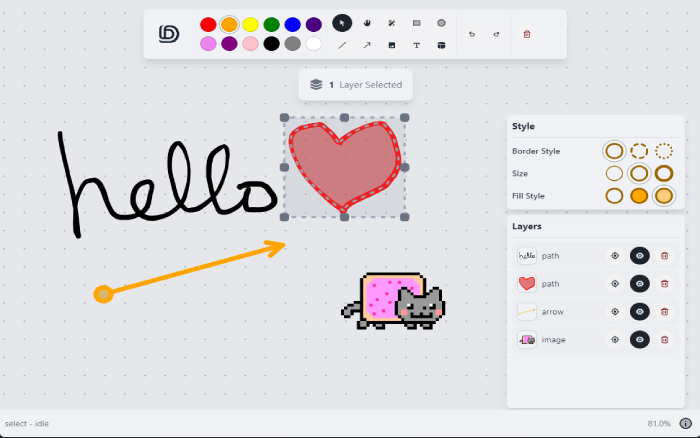 1 Layer Selected
hello
Style
Border Style
Size
Fill Style
Layers
hello path
path
arrow
image
select - idle
81.0%